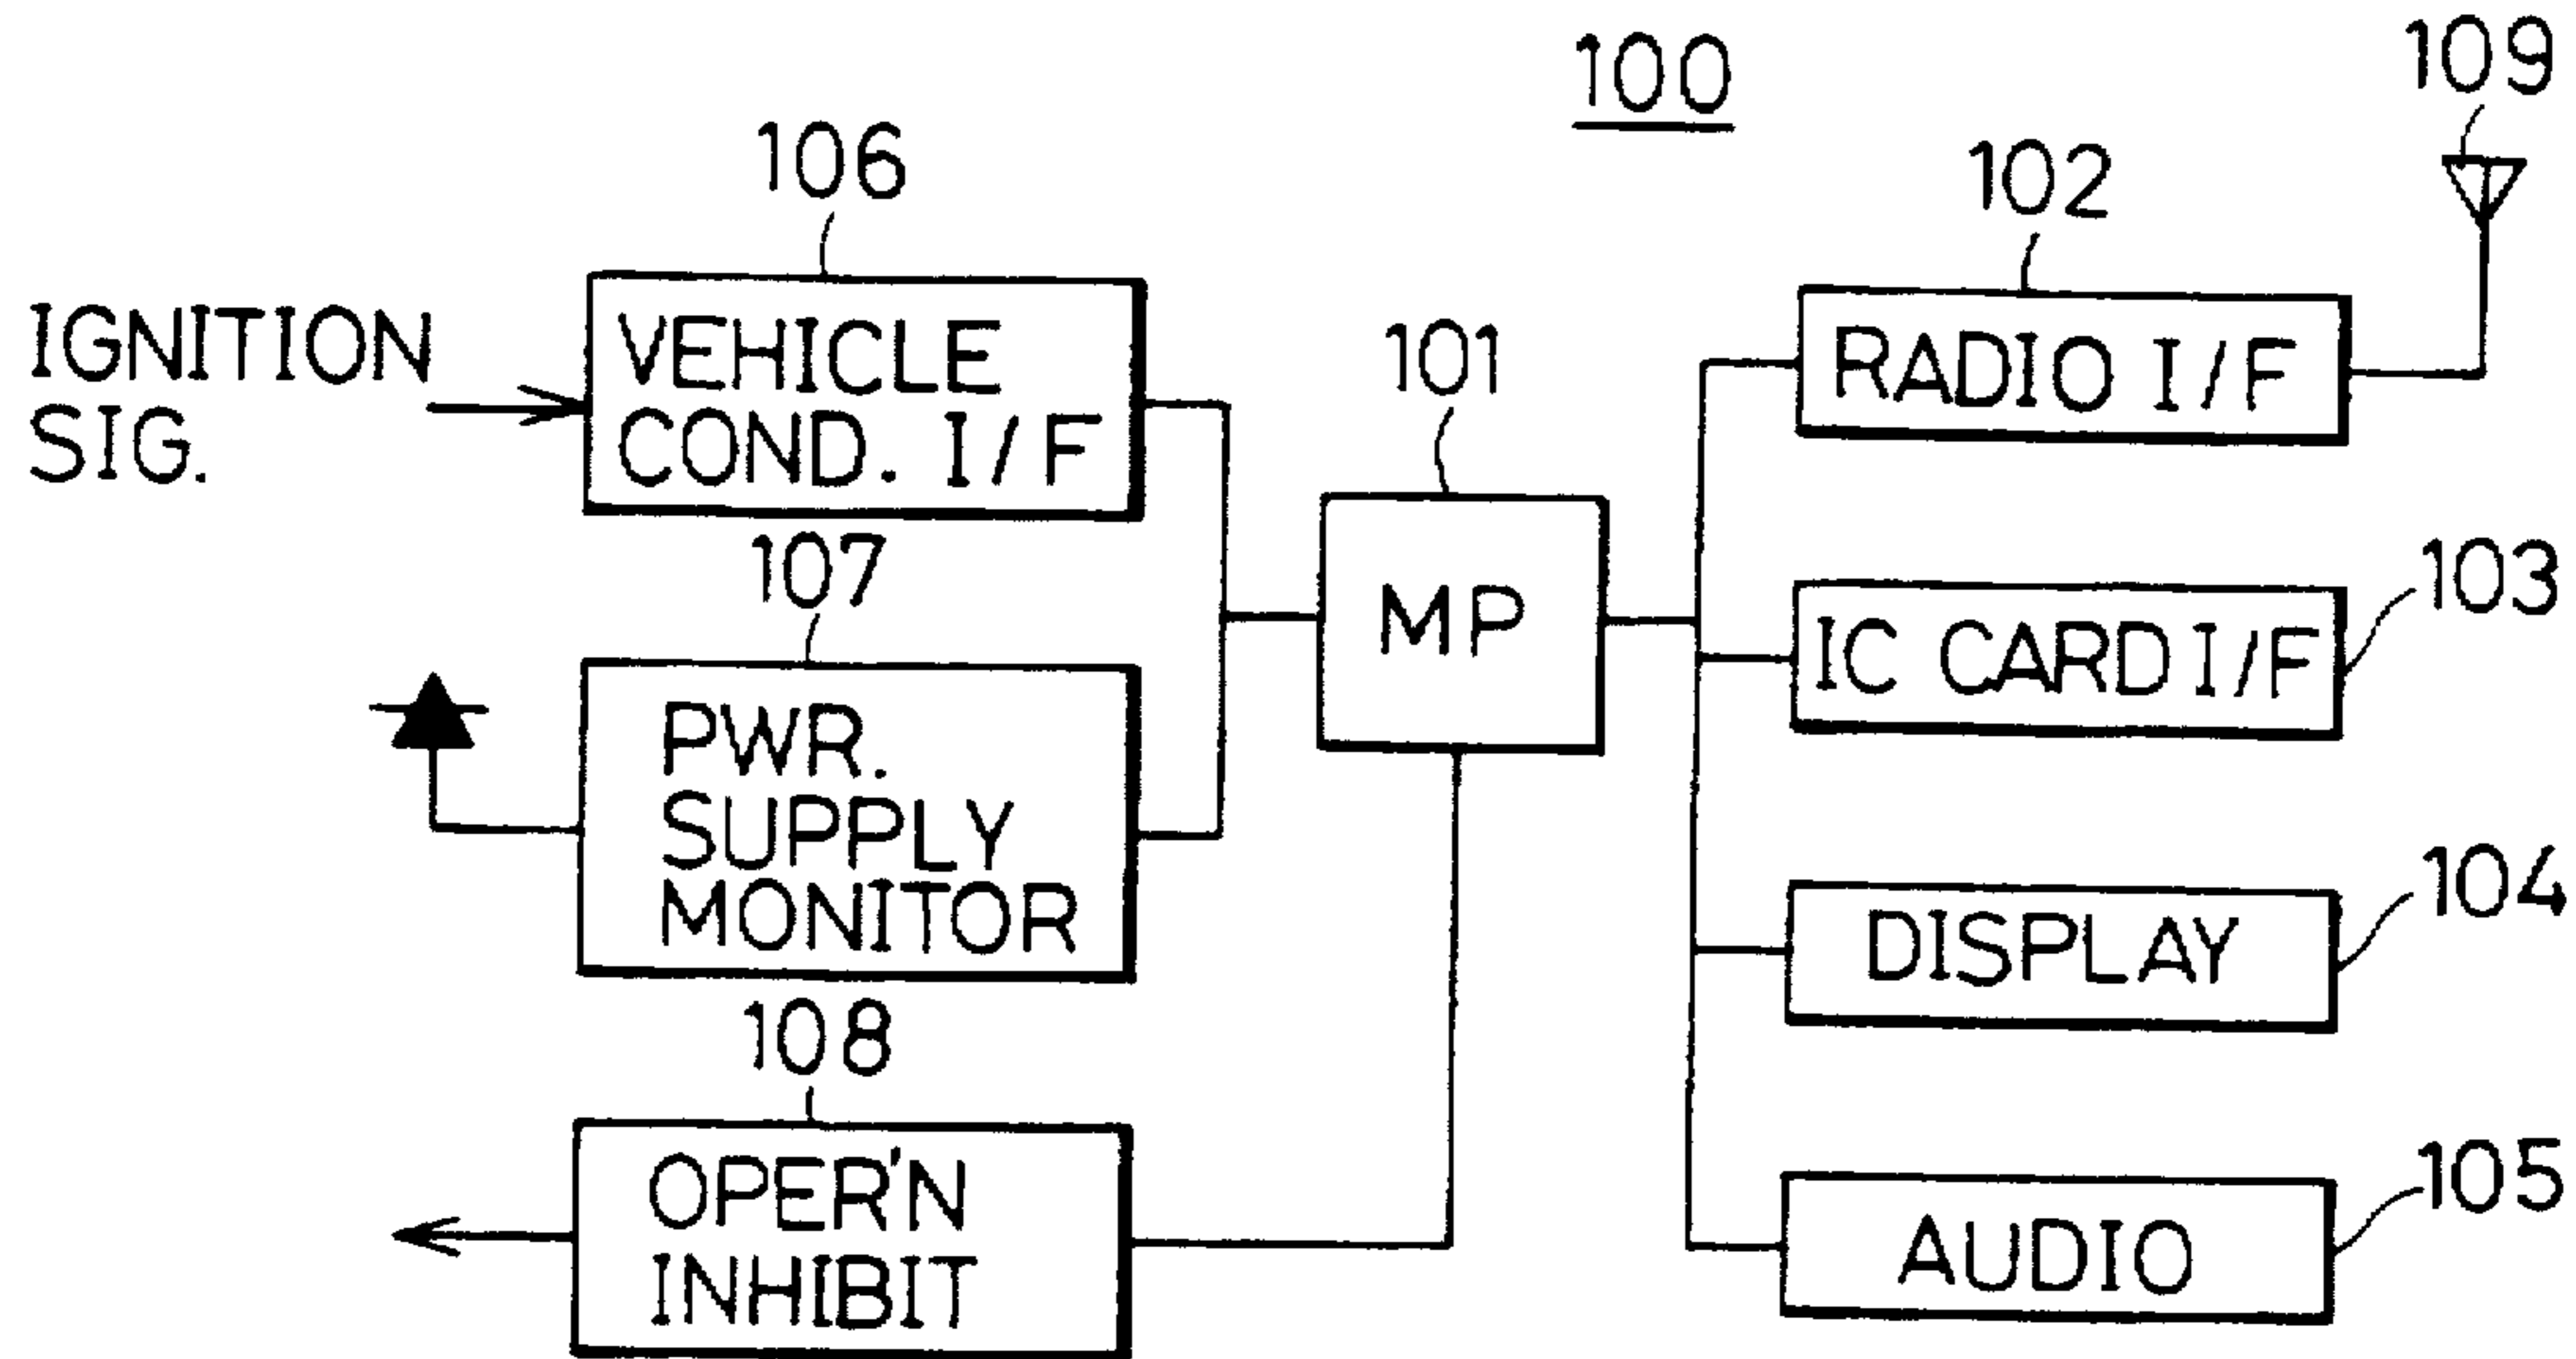 100
109
106
102
IGNITION
SIG.
VEHICLE
COND. I/F
101
RADIO I/F
107
MP
103
IC CARD I/F
PWR.
SUPPLY
MONITOR
104
DISPLAY
108
OPER'N
INHIBIT
105
AUDIO